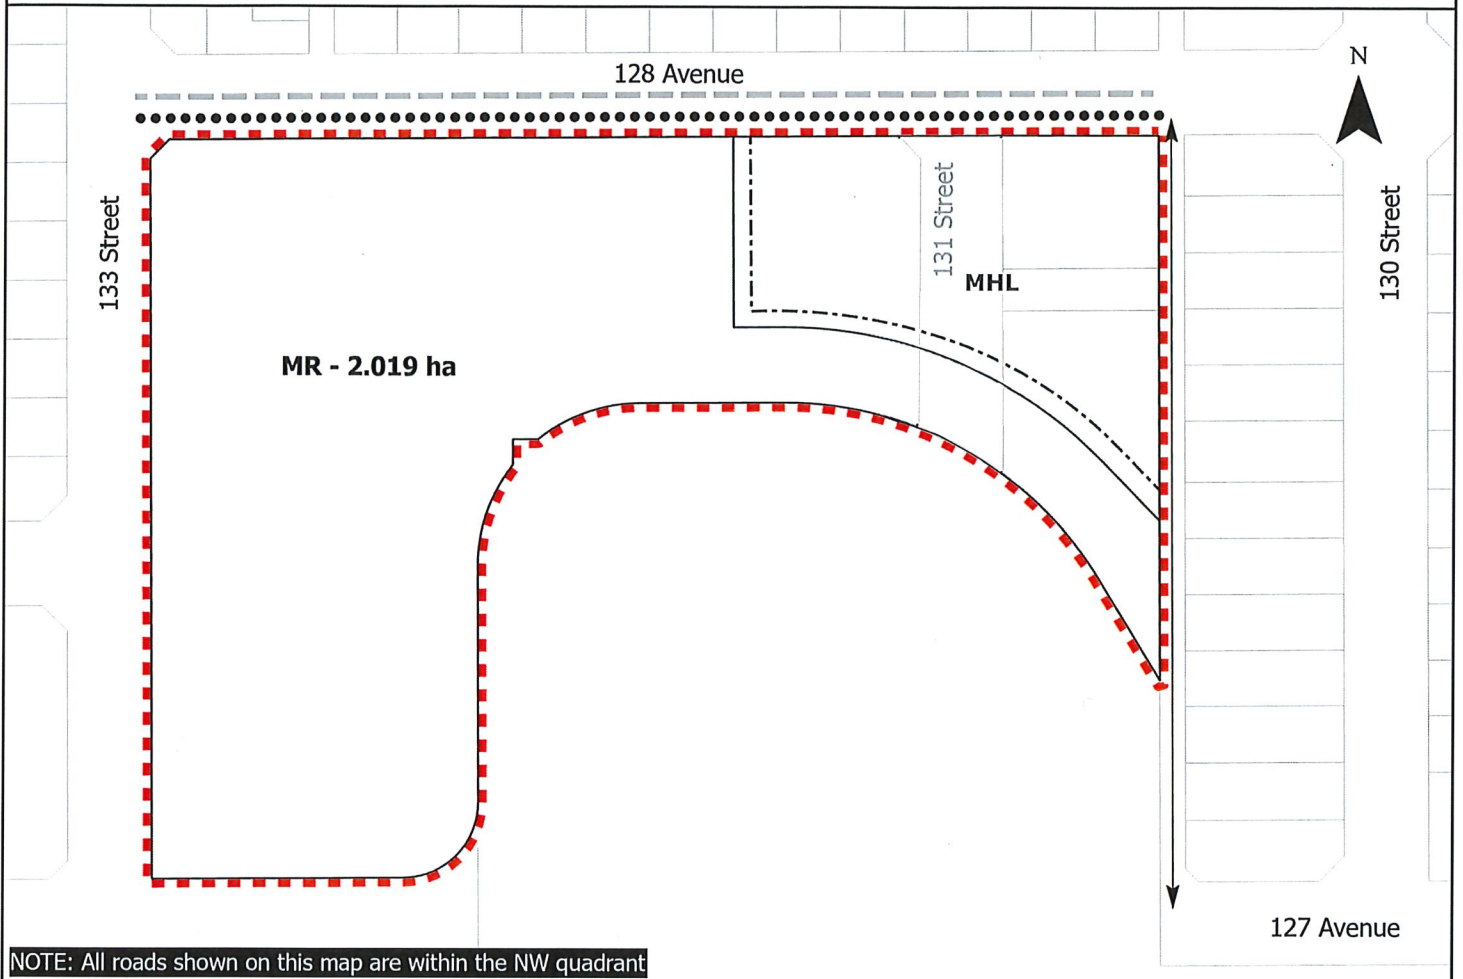 128 Avenue
N
133 Street
131 Street
130 Street
MHL
MR - 2.019 ha
127 Avenue
NOTE: All roads shown on this map are within the NW quadrant